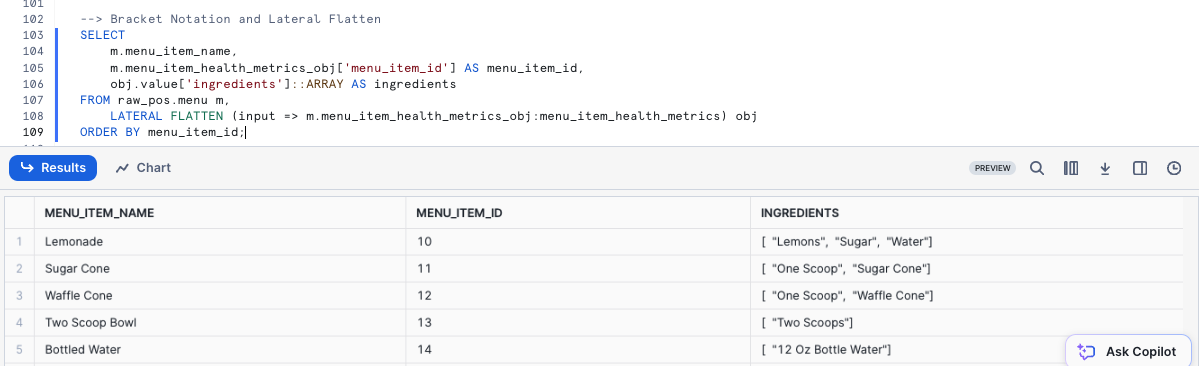 101
102 --> Bracket Notation and Lateral Flatten
103 SELECT
104 m.menu_item_name,
105 m.menu_item_health_metrics_obj['menu_item_id'] AS menu_item_id,
106 obj.value['ingredients']::ARRAY AS ingredients
107 FROM raw_pos.menu m,
108 LATERAL FLATTEN (input => m.menu_item_health_metrics_obj:menu_item_health_metrics) obj
109 ORDER BY menu_item_id;
Results Chart PREVIEW
MENU_ITEM_NAME MENU_ITEM_ID INGREDIENTS
1 Lemonade 10 [ "Lemons", "Sugar", "Water"]
2 Sugar Cone 11 [ "One Scoop", "Sugar Cone"]
3 Waffle Cone 12 [ "One Scoop", "Waffle Cone"]
4 Two Scoop Bowl 13 [ "Two Scoops"]
5 Bottled Water 14 [ "12 Oz Bottle Water"]
Ask Copilot